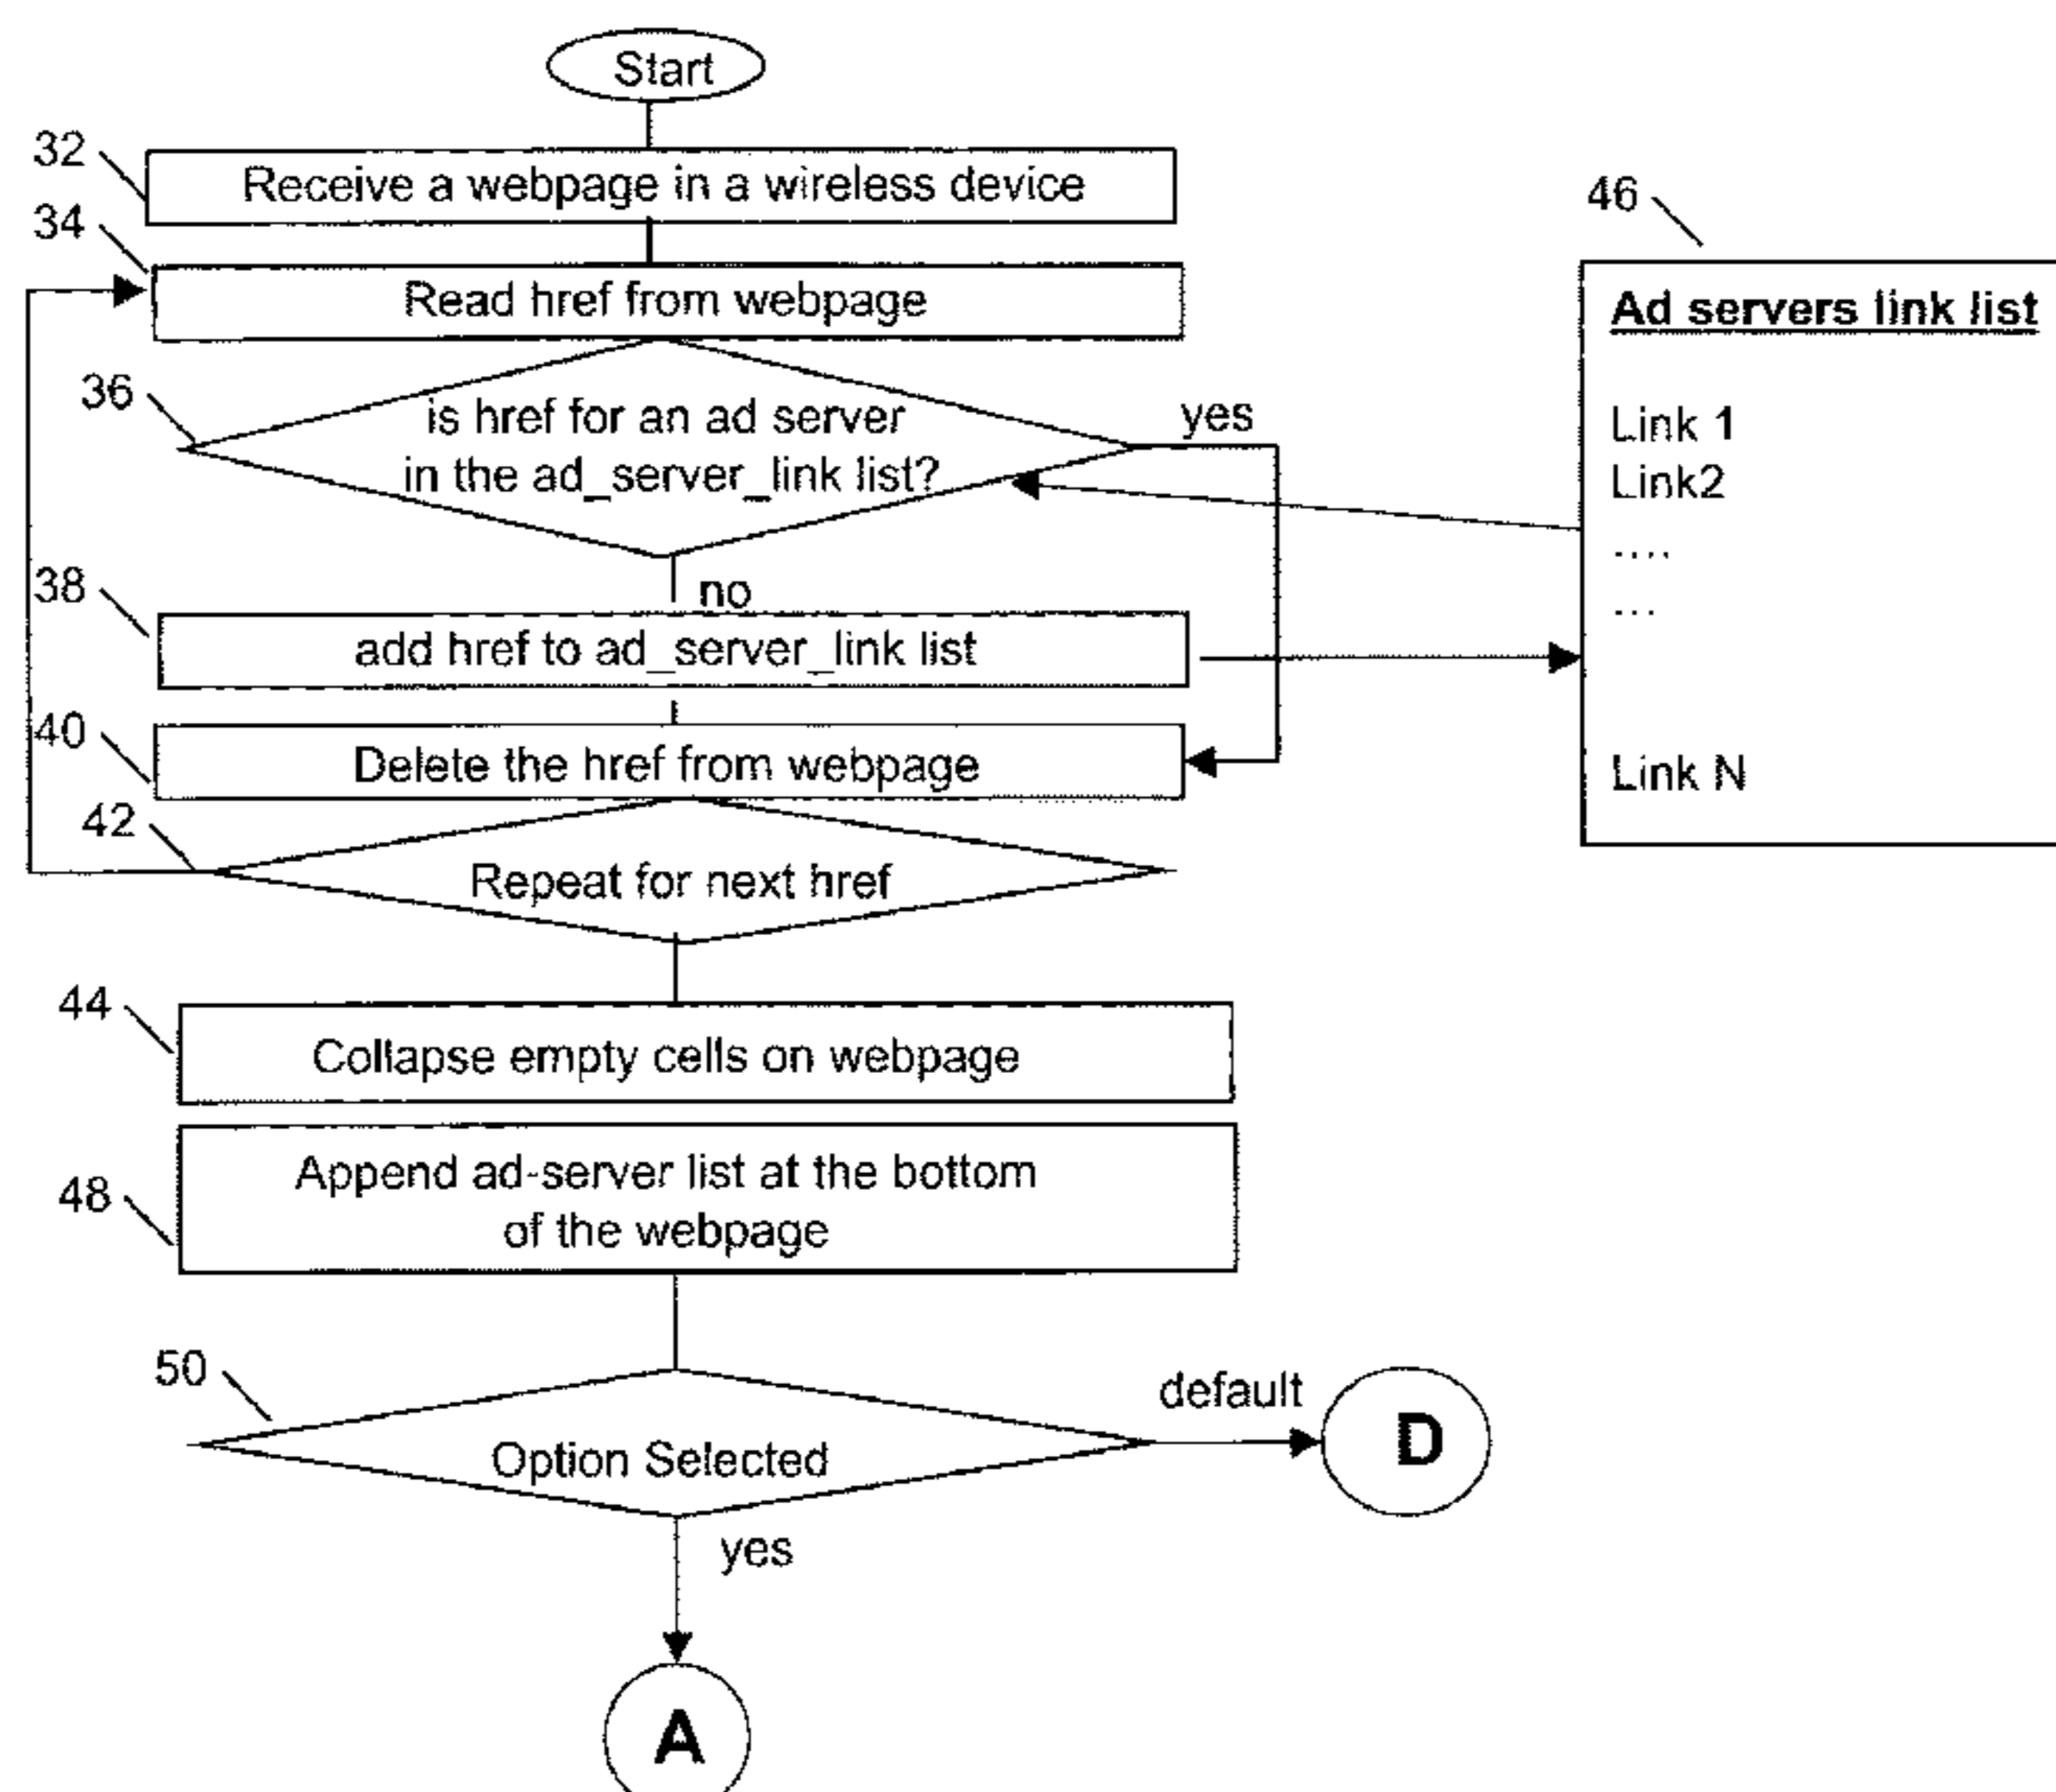 Start
32
Receive a webpage in a wireless device
34
Read href from webpage
36
is href for an ad server
in the ad_server_link list?
yes
no
38
add href to ad_server_link list
40
Delete the href from webpage
42
Repeat for next href
44
Collapse empty cells on webpage
48
Append ad-server list at the bottom
of the webpage
50
Option Selected
default
D
yes
A
46
Ad servers link list
Link 1
Link2
....
...
Link N